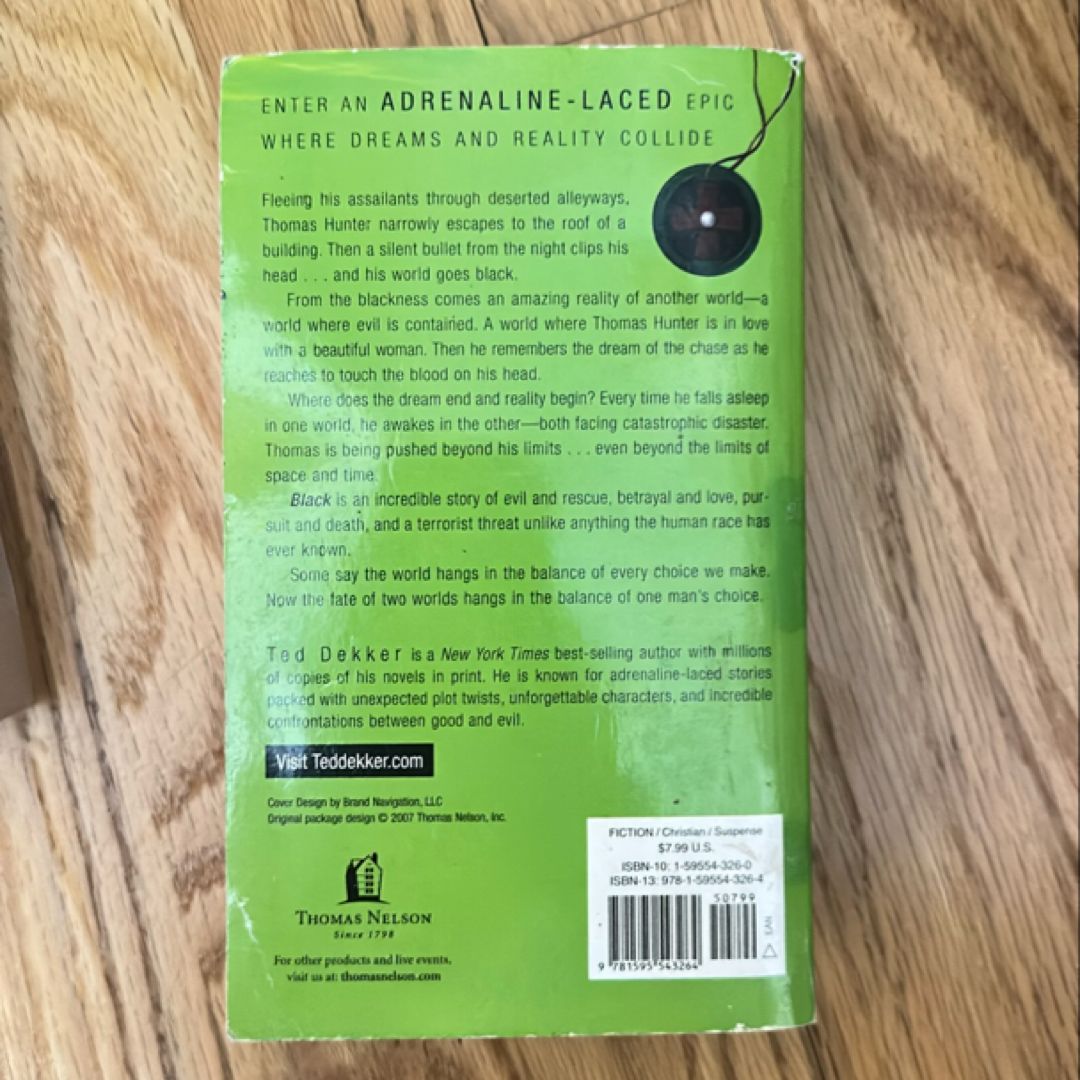 ENTER AN ADRENALINE-LACED EPIC
WHERE DREAMS AND REALITY COLLIDE
Fleeing his assailants through deserted alleyways,
Thomas Hunter narrowly escapes to the roof of a
building. Then a silent bullet from the night clips his
head . . . and his world goes black.
From the blackness comes an amazing reality of another world—a
world where evil is contained. A world where Thomas Hunter is in love
with a beautiful woman. Then he remembers the dream of the chase as he
reaches to touch the blood on his head.
Where does the dream end and reality begin? Every time he falls asleep
in one world, he awakes in the other—both facing catastrophic disaster.
Thomas is being pushed beyond his limits . . . even beyond the limits of
space and time.
Black is an incredible story of evil and rescue, betrayal and love, pur-
suit and death, and a terrorist threat unlike anything the human race has
ever known.
Some say the world hangs in the balance of every choice we make.
Now the fate of two worlds hangs in the balance of one man's choice.
Ted Dekker is a New York Times best-selling author with millions
of copies of his novels in print. He is known for adrenaline-laced stories
packed with unexpected plot twists, unforgettable characters, and incredible
confrontations between good and evil.
Visit Teddekker.com
Cover Design by Brand Navigation, LLC
Original package design © 2007 Thomas Nelson, Inc.
THOMAS NELSON
Since 1798
For other products and live events,
visit us at: thomasnelson.com
FICTION / Christian / Suspense
$7.99 U.S.
ISBN-10: 1-59554-326-0
ISBN-13: 978-1-59554-326-4
50799
EAN
9 781595 543264